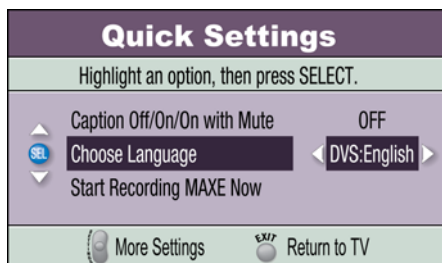 Quick Settings
Highlight an option, then press SELECT.
Caption Off/On/On with Mute OFF
SEL Choose Language DVS:English
Start Recording MAXE Now
More Settings EXIT Return to TV